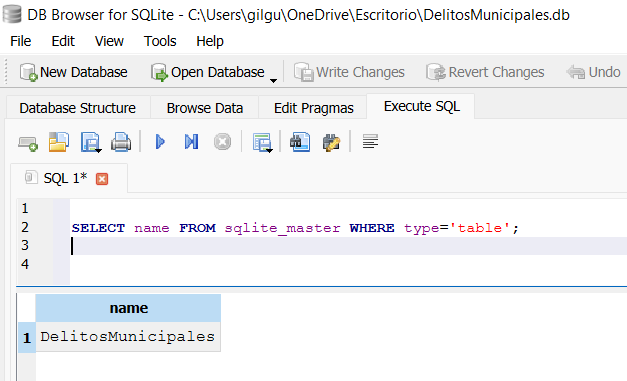 DB Browser for SQLite - C:\Users\gilgu\OneDrive\Escritorio\DelitosMunicipales.db
File Edit View Tools Help
New Database Open Database Write Changes Revert Changes Undo
Database Structure Browse Data Edit Pragmas Execute SQL
SQL 1*
1
2 SELECT name FROM sqlite_master WHERE type='table';
3
4
name
1 DelitosMunicipales